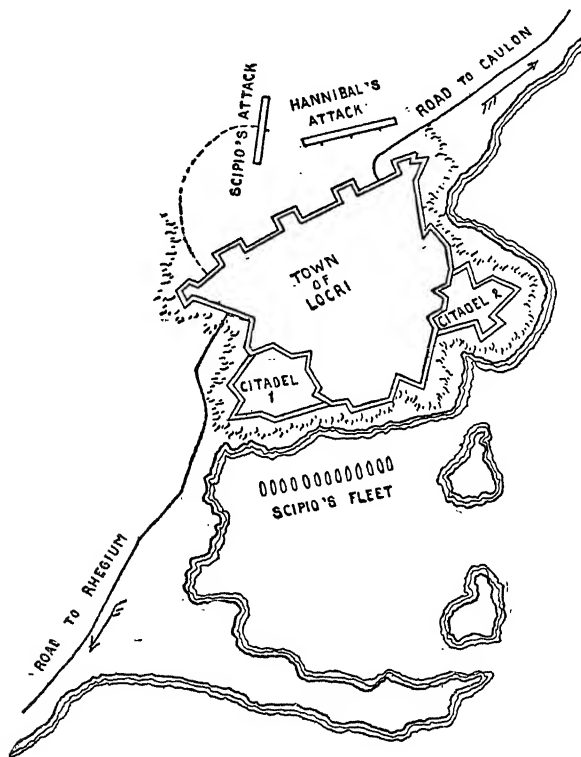 ROAD TO CAULON
SCIPIO'S ATTACK
HANNIBAL'S
ATTACK.
TOWN
OF
LOCRI
CITADEL 2
CITADEL
1
SCIPIO'S FLEET
ROAD TO RHEGIUM